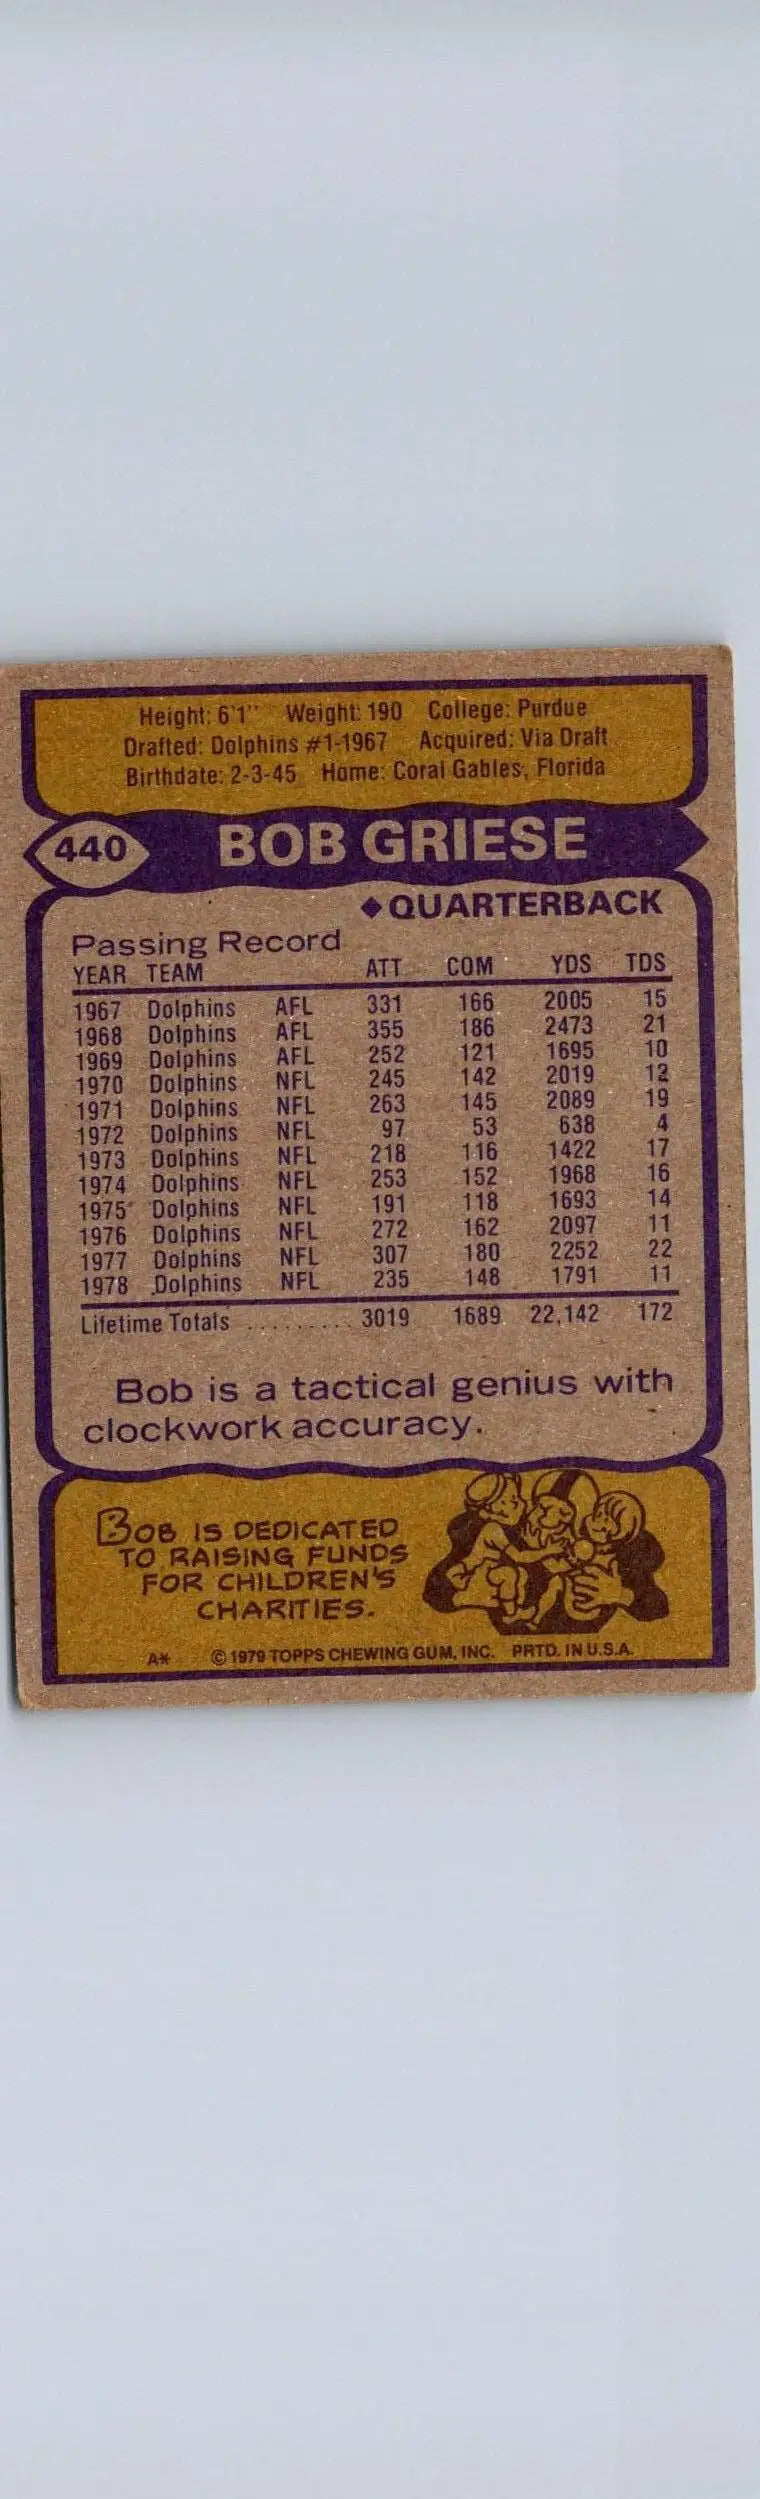 Height: 6'1" Weight: 190 College: Purdue
Drafted: Dolphins #1-1967 Acquired: Via Draft
Birthdate: 2-3-45 Home: Coral Gables, Florida
440 BOB GRIESE
◆QUARTERBACK
Passing Record
YEAR TEAM ATT COM YDS TDS
1967 Dolphins AFL 331 166 2005 15
1968 Dolphins AFL 355 186 2473 21
1969 Dolphins AFL 252 121 1695 10
1970 Dolphins NFL 245 142 2019 12
1971 Dolphins NFL 263 145 2089 19
1972 Dolphins NFL 97 53 638 4
1973 Dolphins NFL 218 116 1422 17
1974 Dolphins NFL 253 152 1968 16
1975 Dolphins NFL 191 118 1693 14
1976 Dolphins NFL 272 162 2097 11
1977 Dolphins NFL 307 180 2252 22
1978 Dolphins NFL 235 148 1791 11
Lifetime Totals .......... 3019 1689 22,142 172
Bob is a tactical genius with
clockwork accuracy.
BOB IS DEDICATED
TO RAISING FUNDS
FOR CHILDREN'S
CHARITIES.
A* © 1979 TOPPS CHEWING GUM, INC. PRTD. IN U.S.A.